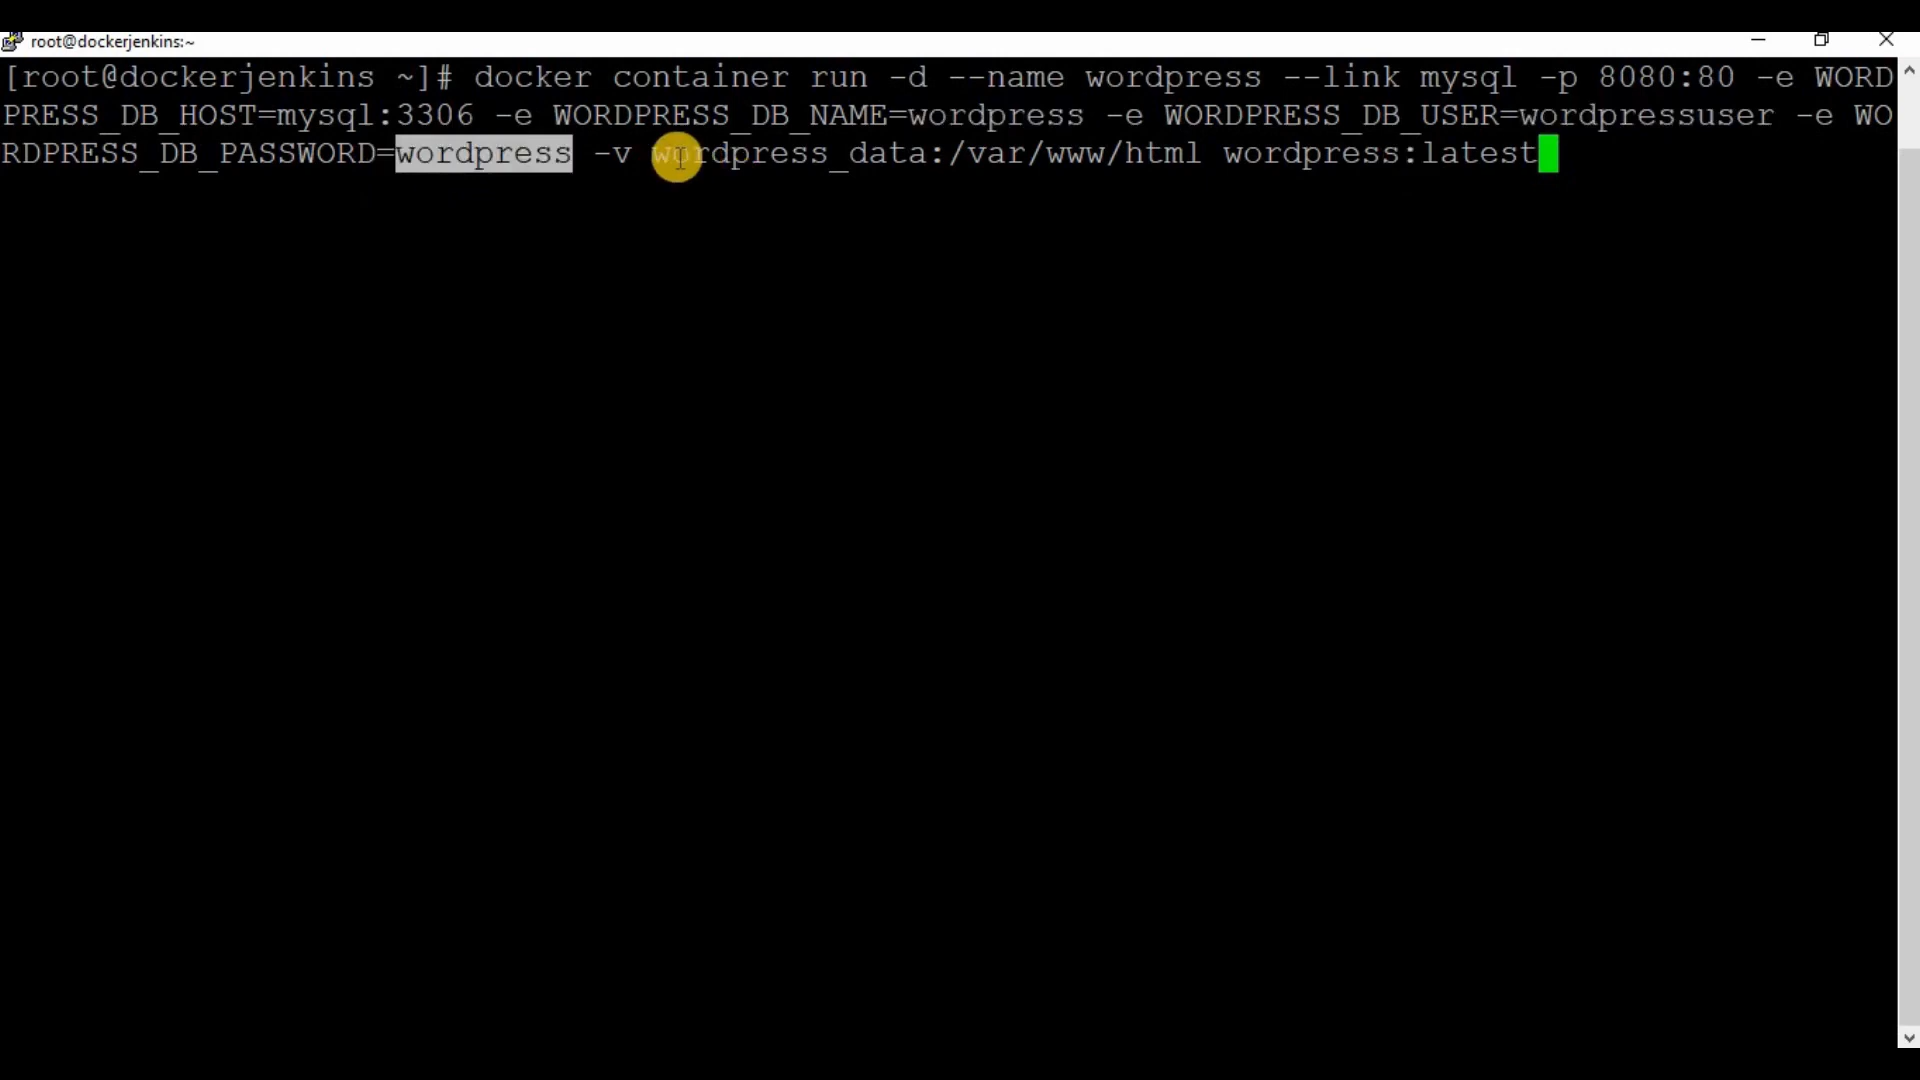 root@dockerjenkins:~
[root@dockerjenkins ~]# docker container run -d --name wordpress --link mysql -p 8080:80 -e WORD
PRESS_DB_HOST=mysql:3306 -e WORDPRESS_DB_NAME=wordpress -e WORDPRESS_DB_USER=wordpressuser -e WO
RDPRESS_DB_PASSWORD=wordpress -v wordpress_data:/var/www/html wordpress:latest